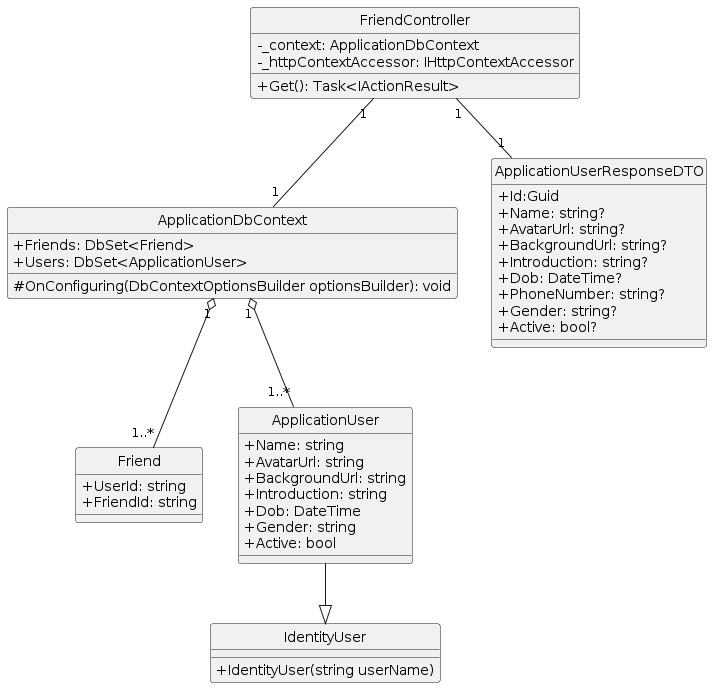 FriendController
-_context: ApplicationDbContext
-_httpContextAccessor: IHttpContextAccessor
+Get(): Task<IActionResult>
1
1
1
1
ApplicationUserResponseDTO
+Id:Guid
+Name: string?
+AvatarUrl: string?
+BackgroundUrl: string?
+Introduction: string?
+Dob: DateTime?
+PhoneNumber: string?
+Gender: string?
+Active: bool?
ApplicationDbContext
+Friends: DbSet<Friend>
+Users: DbSet<ApplicationUser>
#OnConfiguring(DbContextOptionsBuilder optionsBuilder): void
1
1
1..*
1..*
Friend
+UserId: string
+FriendId: string
ApplicationUser
+Name: string
+AvatarUrl: string
+BackgroundUrl: string
+Introduction: string
+Dob: DateTime
+Gender: string
+Active: bool
IdentityUser
+IdentityUser(string userName)